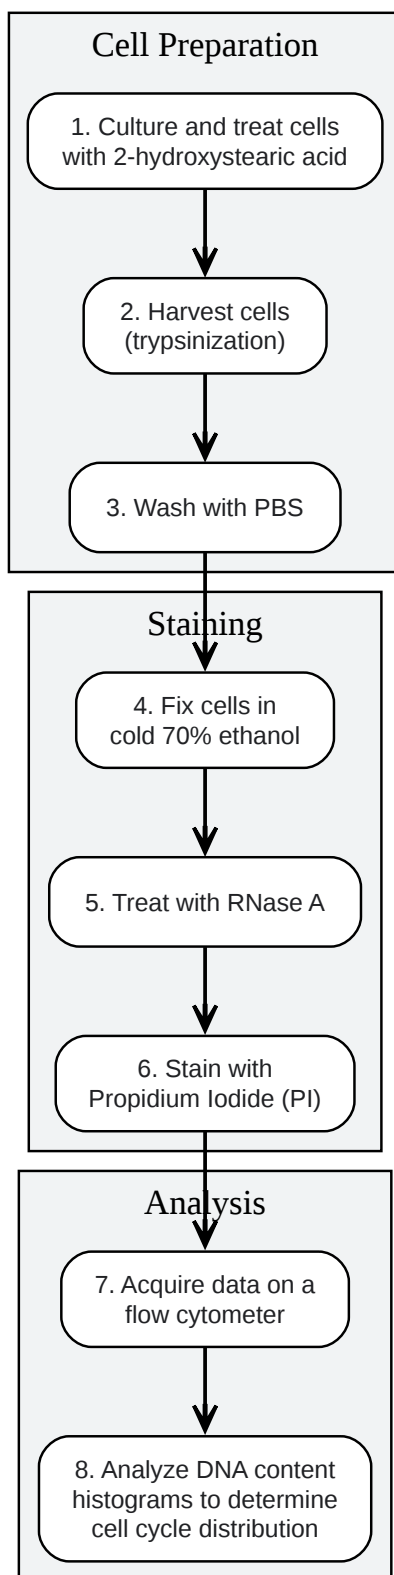 Cell Preparation
1. Culture and treat cells
with 2-hydroxystearic acid
2. Harvest cells
(trypsinization)
3. Wash with PBS
Staining
4. Fix cells in
cold 70% ethanol
5. Treat with RNase A
6. Stain with
Propidium Iodide (PI)
Analysis
7. Acquire data on a
flow cytometer
8. Analyze DNA content
histograms to determine
cell cycle distribution